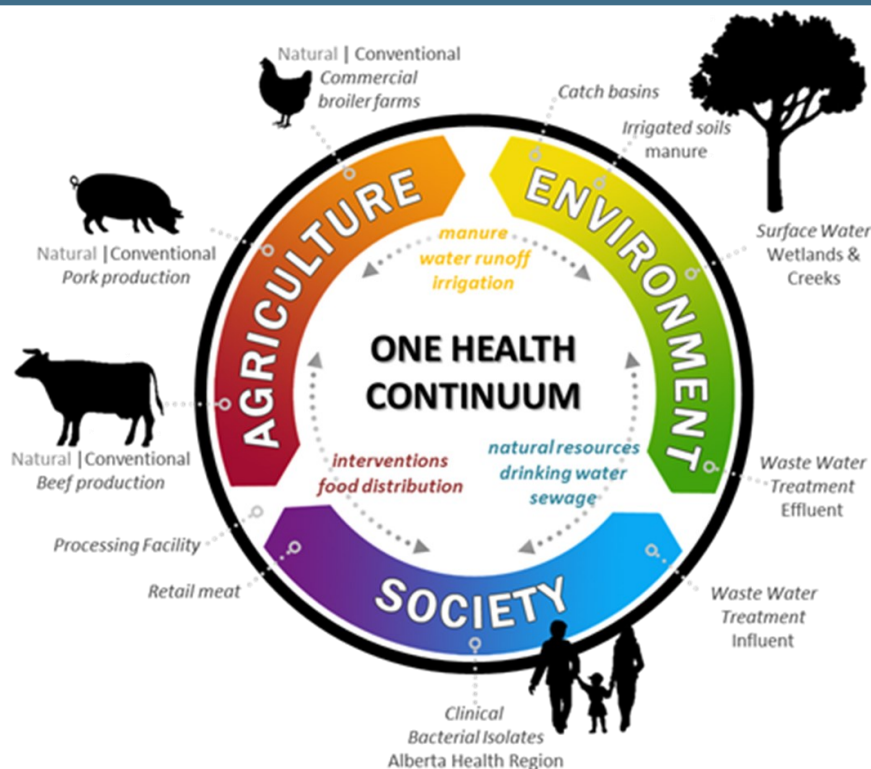 Natural | Conventional
Commercial
broiler farms
Catch basins
Irrigated soils
manure
Natural |Conventional
Pork production
Surface Water
Wetlands &
Creeks
AGRICULTURE
ENVIRONMENT
manure
water runoff
irrigation
ONE HEALTH
CONTINUUM
Natural |Conventional
Beef production
interventions
food distribution
natural resources
drinking water
sewage
Waste Water
Treatment
Effluent
Processing Facility
Retail meat
SOCIETY
Waste Water
Treatment
Influent
Clinical
Bacterial Isolates
Alberta Health Region